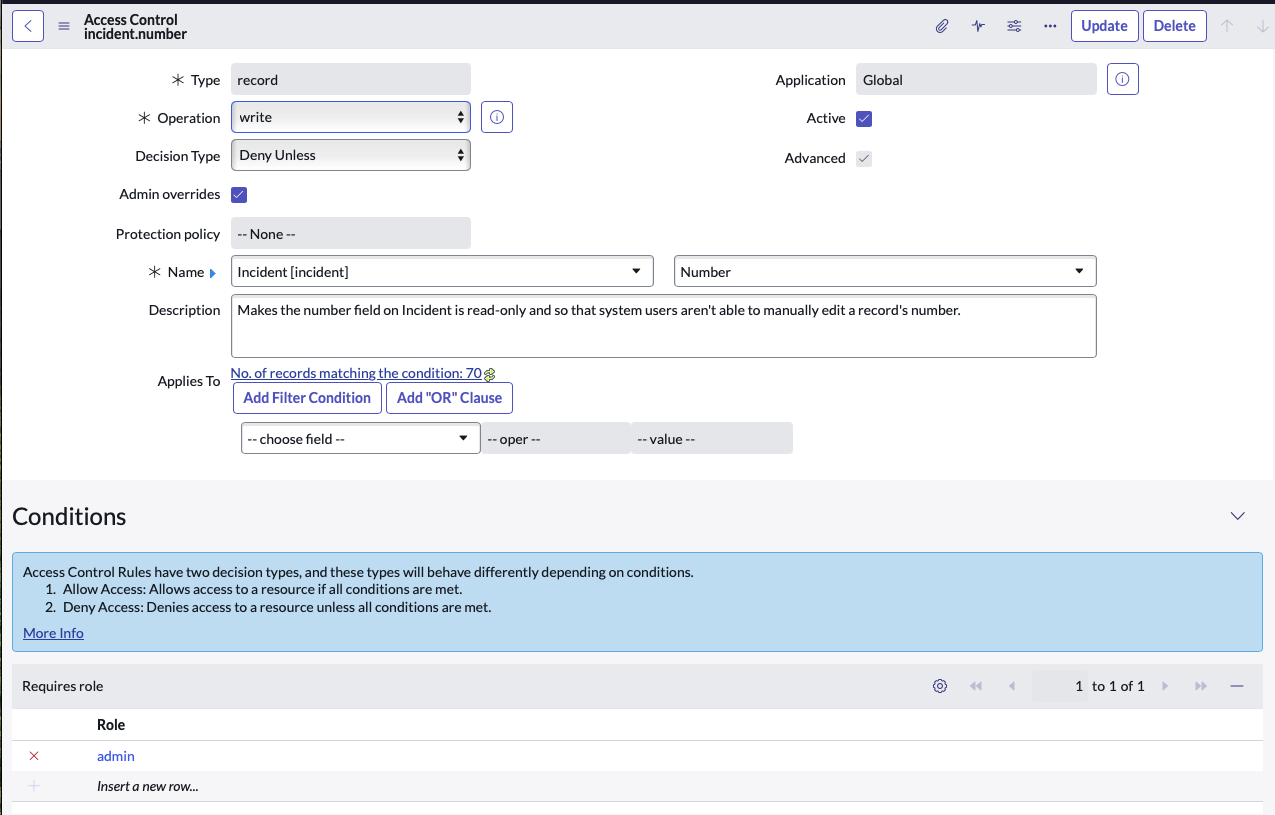 Access Control
incident.number
Update
Delete
Type
record
Application
Global
Operation
write
Active
Decision Type
Deny Unless
Advanced
Admin overrides
Protection policy
-- None --
Name
Incident [incident]
Number
Description
Makes the number field on Incident is read-only and so that system users aren't able to manually edit a record's number.
Applies To
No. of records matching the condition: 70
Add Filter Condition
Add "OR" Clause
-- choose field --
-- oper --
-- value --
Conditions
Access Control Rules have two decision types, and these types will behave differently depending on conditions.
1. Allow Access: Allows access to a resource if all conditions are met.
2. Deny Access: Denies access to a resource unless all conditions are met.
More Info
Requires role
1 to 1 of 1
Role
admin
Insert a new row...